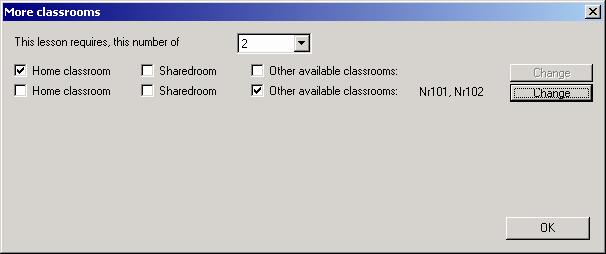 More classrooms
This lesson requires, this number of 2
Home classroom Sharedroom Other available classrooms: Change
Home classroom Sharedroom Other available classrooms: Nr101, Nr102 Change
OK